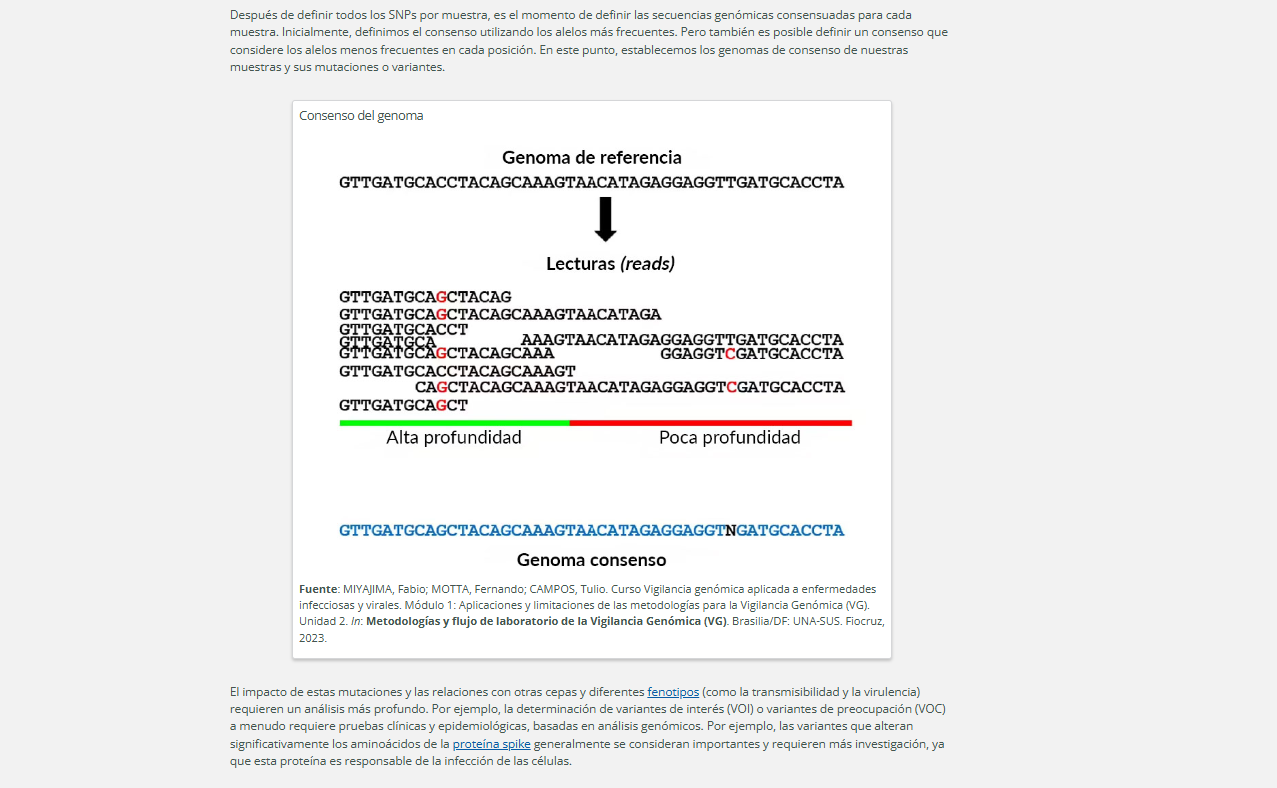 Después de definir todos los SNPs por muestra, es el momento de definir las secuencias genómicas consensuadas para cada
muestra. Inicialmente, definimos el consenso utilizando los alelos más frecuentes. Pero también es posible definir un consenso que
considere los alelos menos frecuentes en cada posición. En este punto, establecemos los genomas de consenso de nuestras
muestras y sus mutaciones o variantes.
Consenso del genoma
Genoma de referencia
GTTGATGCACCTACAGCAAAGTAACATAGAGGAGGTTGATGCACCTA
Lecturas (reads)
GTTGATGCAGCTACAG
GTTGATGCAGCTACAGCAAAGTAACATAGA
GTTGATGCACCT
GTTGATGCA
AAAGTAACATAGAGGAGGTTGATGCACCTA
GTTGATGCAGCTACAGCAAA
GGAGGTCGATGCACCTA
GTTGATGCACCTACAGCAAAGT
CAGCTACAGCAAAGTAACATAGAGGAGGTCGATGCACCTA
GTTGATGCAGCT
Alta profundidad
Poca profundidad
GTTGATGCAGCTACAGCAAAGTAACATAGAGGAGGTNGATGCACCTA
Genoma consenso
Fuente: MIYAJIMA, Fabio; MOTTA, Fernando; CAMPOS, Tulio. Curso Vigilancia genómica aplicada a enfermedades
infecciosas y virales. Módulo 1: Aplicaciones y limitaciones de las metodologías para la Vigilancia Genómica (VG).
Unidad 2. In: Metodologías y flujo de laboratorio de la Vigilancia Genómica (VG). Brasilia/DF: UNA-SUS. Fiocruz,
2023.
El impacto de estas mutaciones y las relaciones con otras cepas y diferentes fenotipos (como la transmisibilidad y la virulencia)
requieren un análisis más profundo. Por ejemplo, la determinación de variantes de interés (VOI) o variantes de preocupación (VOC)
a menudo requiere pruebas clínicas y epidemiológicas, basadas en análisis genómicos. Por ejemplo, las variantes que alteran
significativamente los aminoácidos de la proteína spike generalmente se consideran importantes y requieren más investigación, ya
que esta proteína es responsable de la infección de las células.